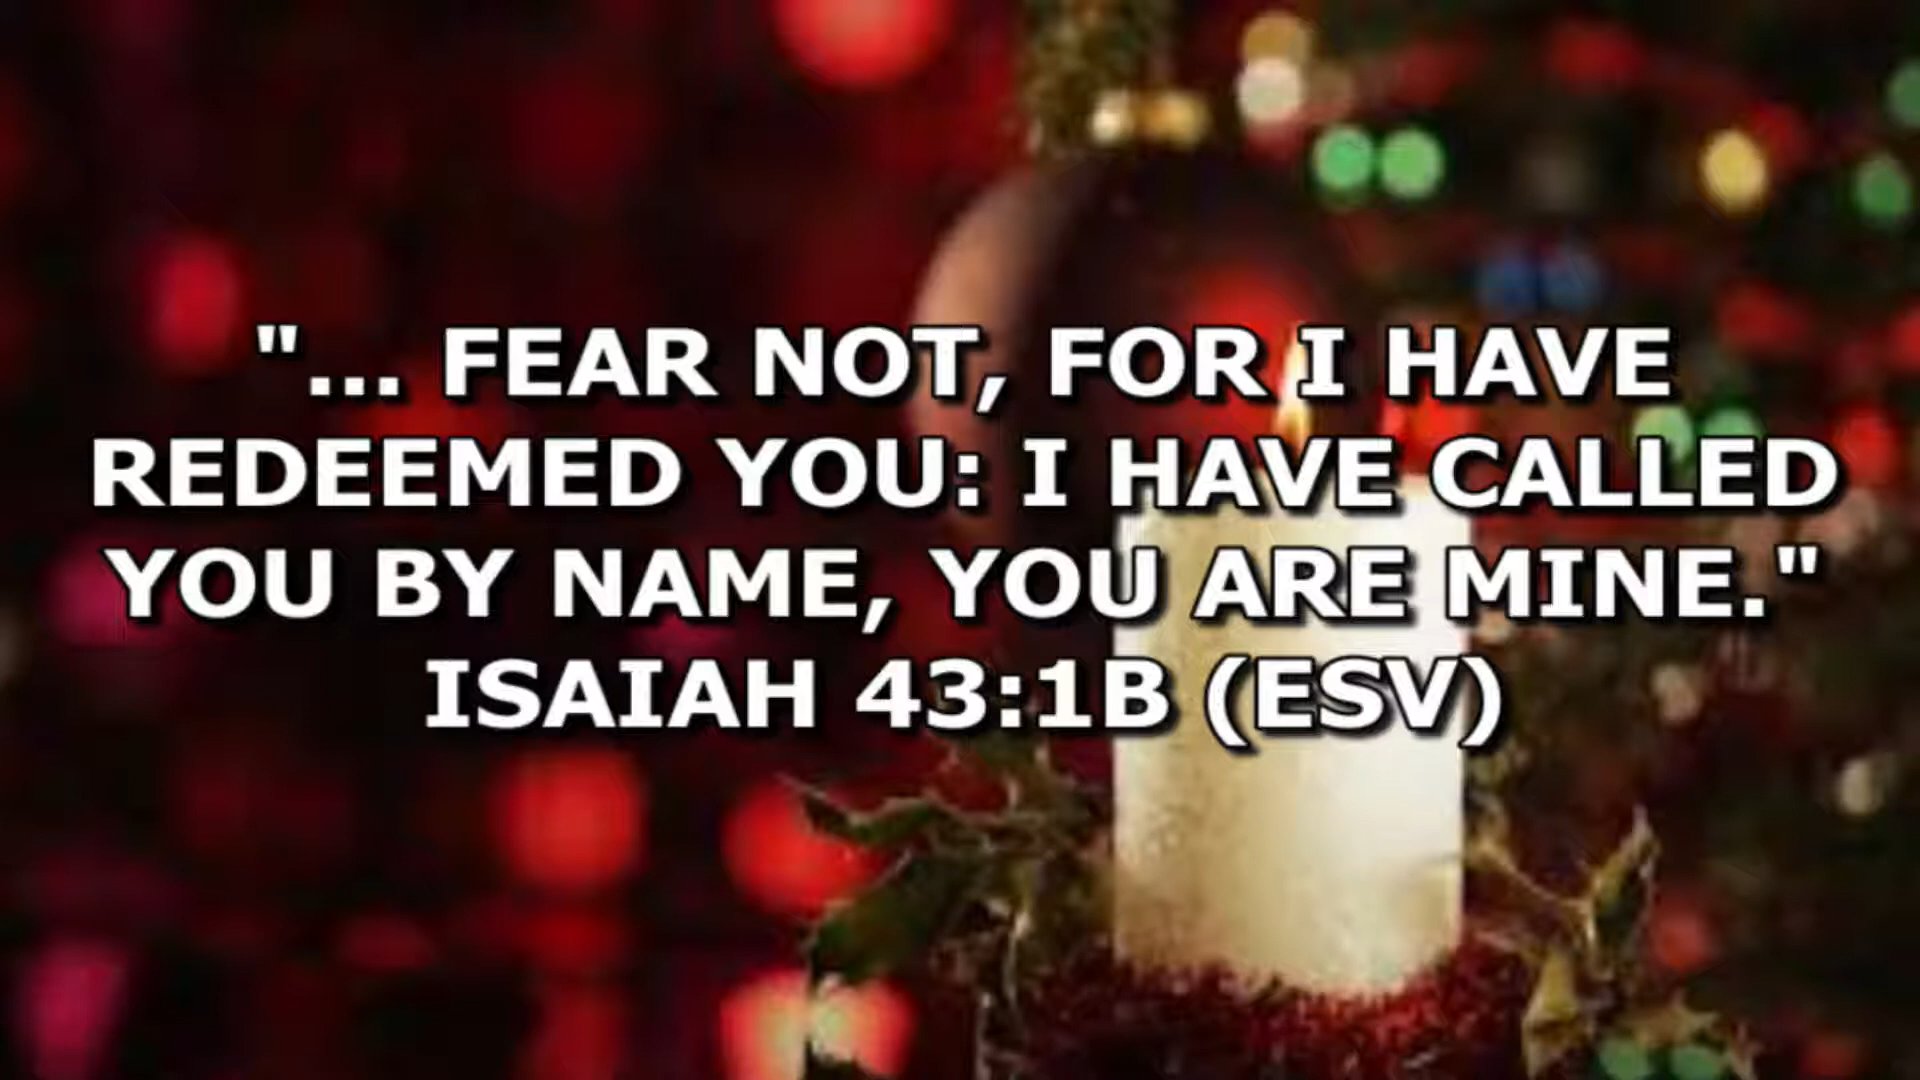 "... FEAR NOT, FOR I HAVE
REDEEMED YOU: I HAVE CALLED
YOU BY NAME, YOU ARE MINE."
ISAIAH 43:1B (ESV)